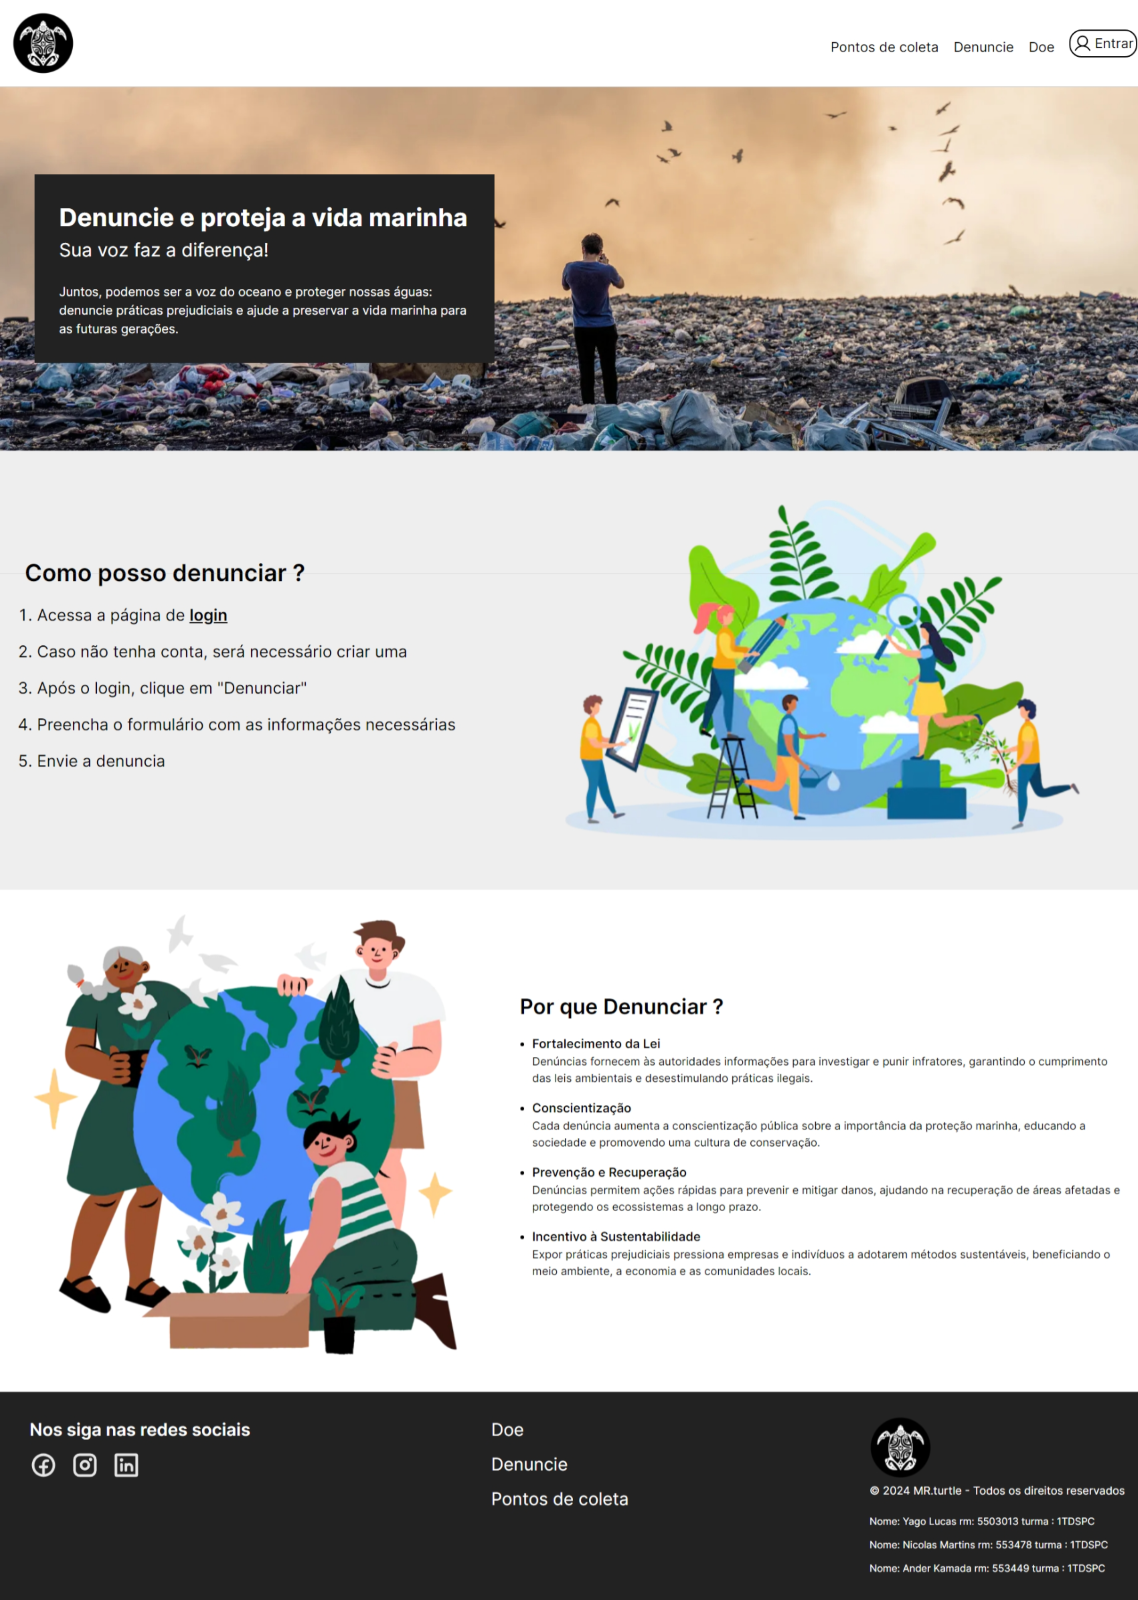 Pontos de coleta
Denuncie
Doe
Entrar
Denuncie e proteja a vida marinha
Sua voz faz a diferença!
Juntos, podemos ser a voz do oceano e proteger nossas águas:
denuncie práticas prejudiciais e ajude a preservar a vida marinha para
as futuras gerações.
Como posso denunciar ?
1. Acessa a página de login
2. Caso não tenha conta, será necessário criar uma
3. Após o login, clique em "Denunciar"
4. Preencha o formulário com as informações necessárias
5. Envie a denuncia
Por que Denunciar ?
• Fortalecimento da Lei
Denúncias fornecem às autoridades informações para investigar e punir infratores, garantindo o cumprimento
das leis ambientais e desestimulando práticas ilegais.
• Conscientização
Cada denúncia aumenta a conscientização pública sobre a importância da proteção marinha, educando a
sociedade e promovendo uma cultura de conservação.
• Prevenção e Recuperação
Denúncias permitem ações rápidas para prevenir e mitigar danos, ajudando na recuperação de áreas afetadas e
protegendo os ecossistemas a longo prazo.
• Incentivo à Sustentabilidade
Expor práticas prejudiciais pressiona empresas e indivíduos a adotarem métodos sustentáveis, beneficiando o
meio ambiente, a economia e as comunidades locais.
Nos siga nas redes sociais
Doe
Denuncie
Pontos de coleta
© 2024 MR.turtle - Todos os direitos reservados
Nome: Yago Lucas rm: 5503013 turma : 1TDSPC
Nome: Nicolas Martins rm: 553478 turma : 1TDSPC
Nome: Ander Kamada rm: 553449 turma : 1TDSPC